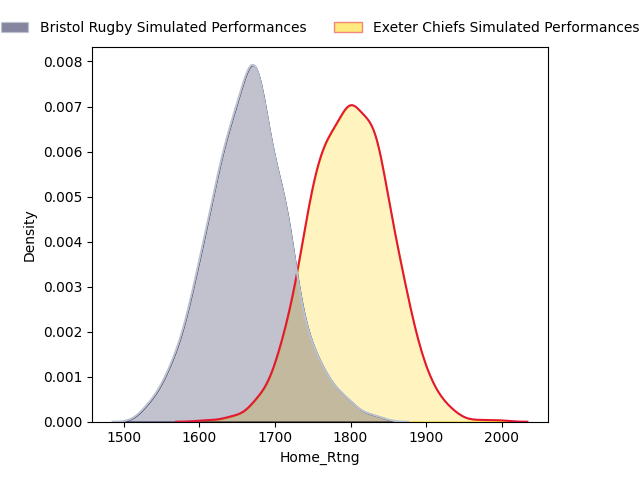 Bristol Rugby Simulated Performances
Exeter Chiefs Simulated Performances
0.008
0.007
0.006
0.005
0.004
0.003
0.002
0.001
0.000
Density
1500 1600 1700 1800 1900 2000
Home_Rtng